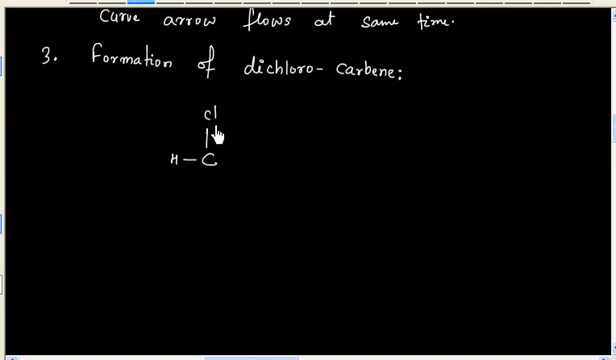 Curve arrow flows at same time.
3. Formation of dichloro-carbene:
Cl
H-C